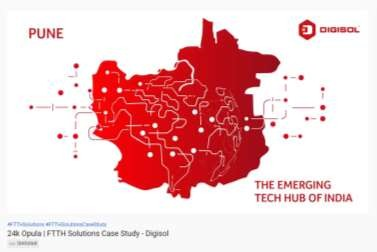 PUNE
DIGISOL
THE EMERGING
TECH HUB OF INDIA
#FTTHSolutions #FTTHSolutionsCaseStudy
24k Opula | FTTH Solutions Case Study - Digisol